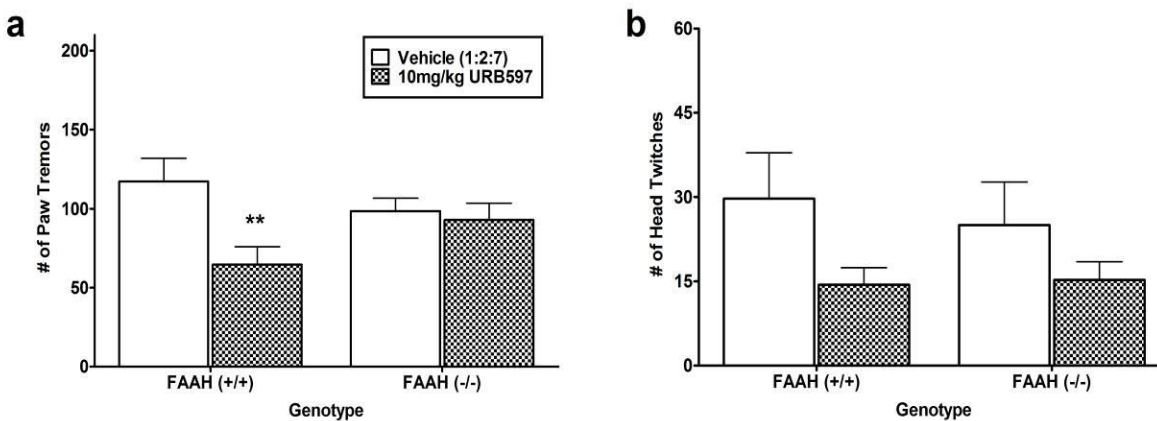 a
# of Paw Tremors
200
150
100
50
0
Vehicle (1:2:7)
10mg/kg URB597
**
FAAH (+/+) FAAH (-/-)
Genotype
b
# of Head Twitches
60
45
30
15
0
FAAH (+/+) FAAH (-/-)
Genotype